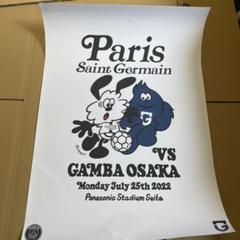 Paris
Saint Germain
VS
GAMBA OSAKA
Monday July 25th 2022
Panasonic Stadium Suita
G